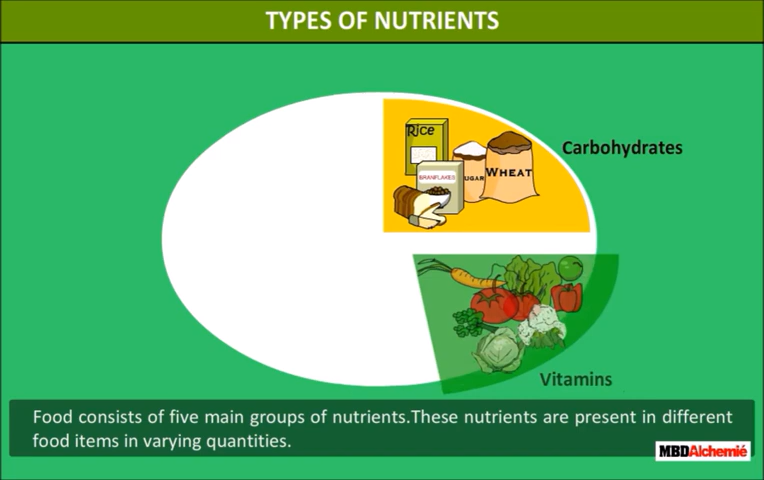 TYPES OF NUTRIENTS
Rice
BRANFLAKES
UGAR
WHEAT
Carbohydrates
Vitamins
Food consists of five main groups of nutrients.These nutrients are present in different
food items in varying quantities.
MBDAlchemié